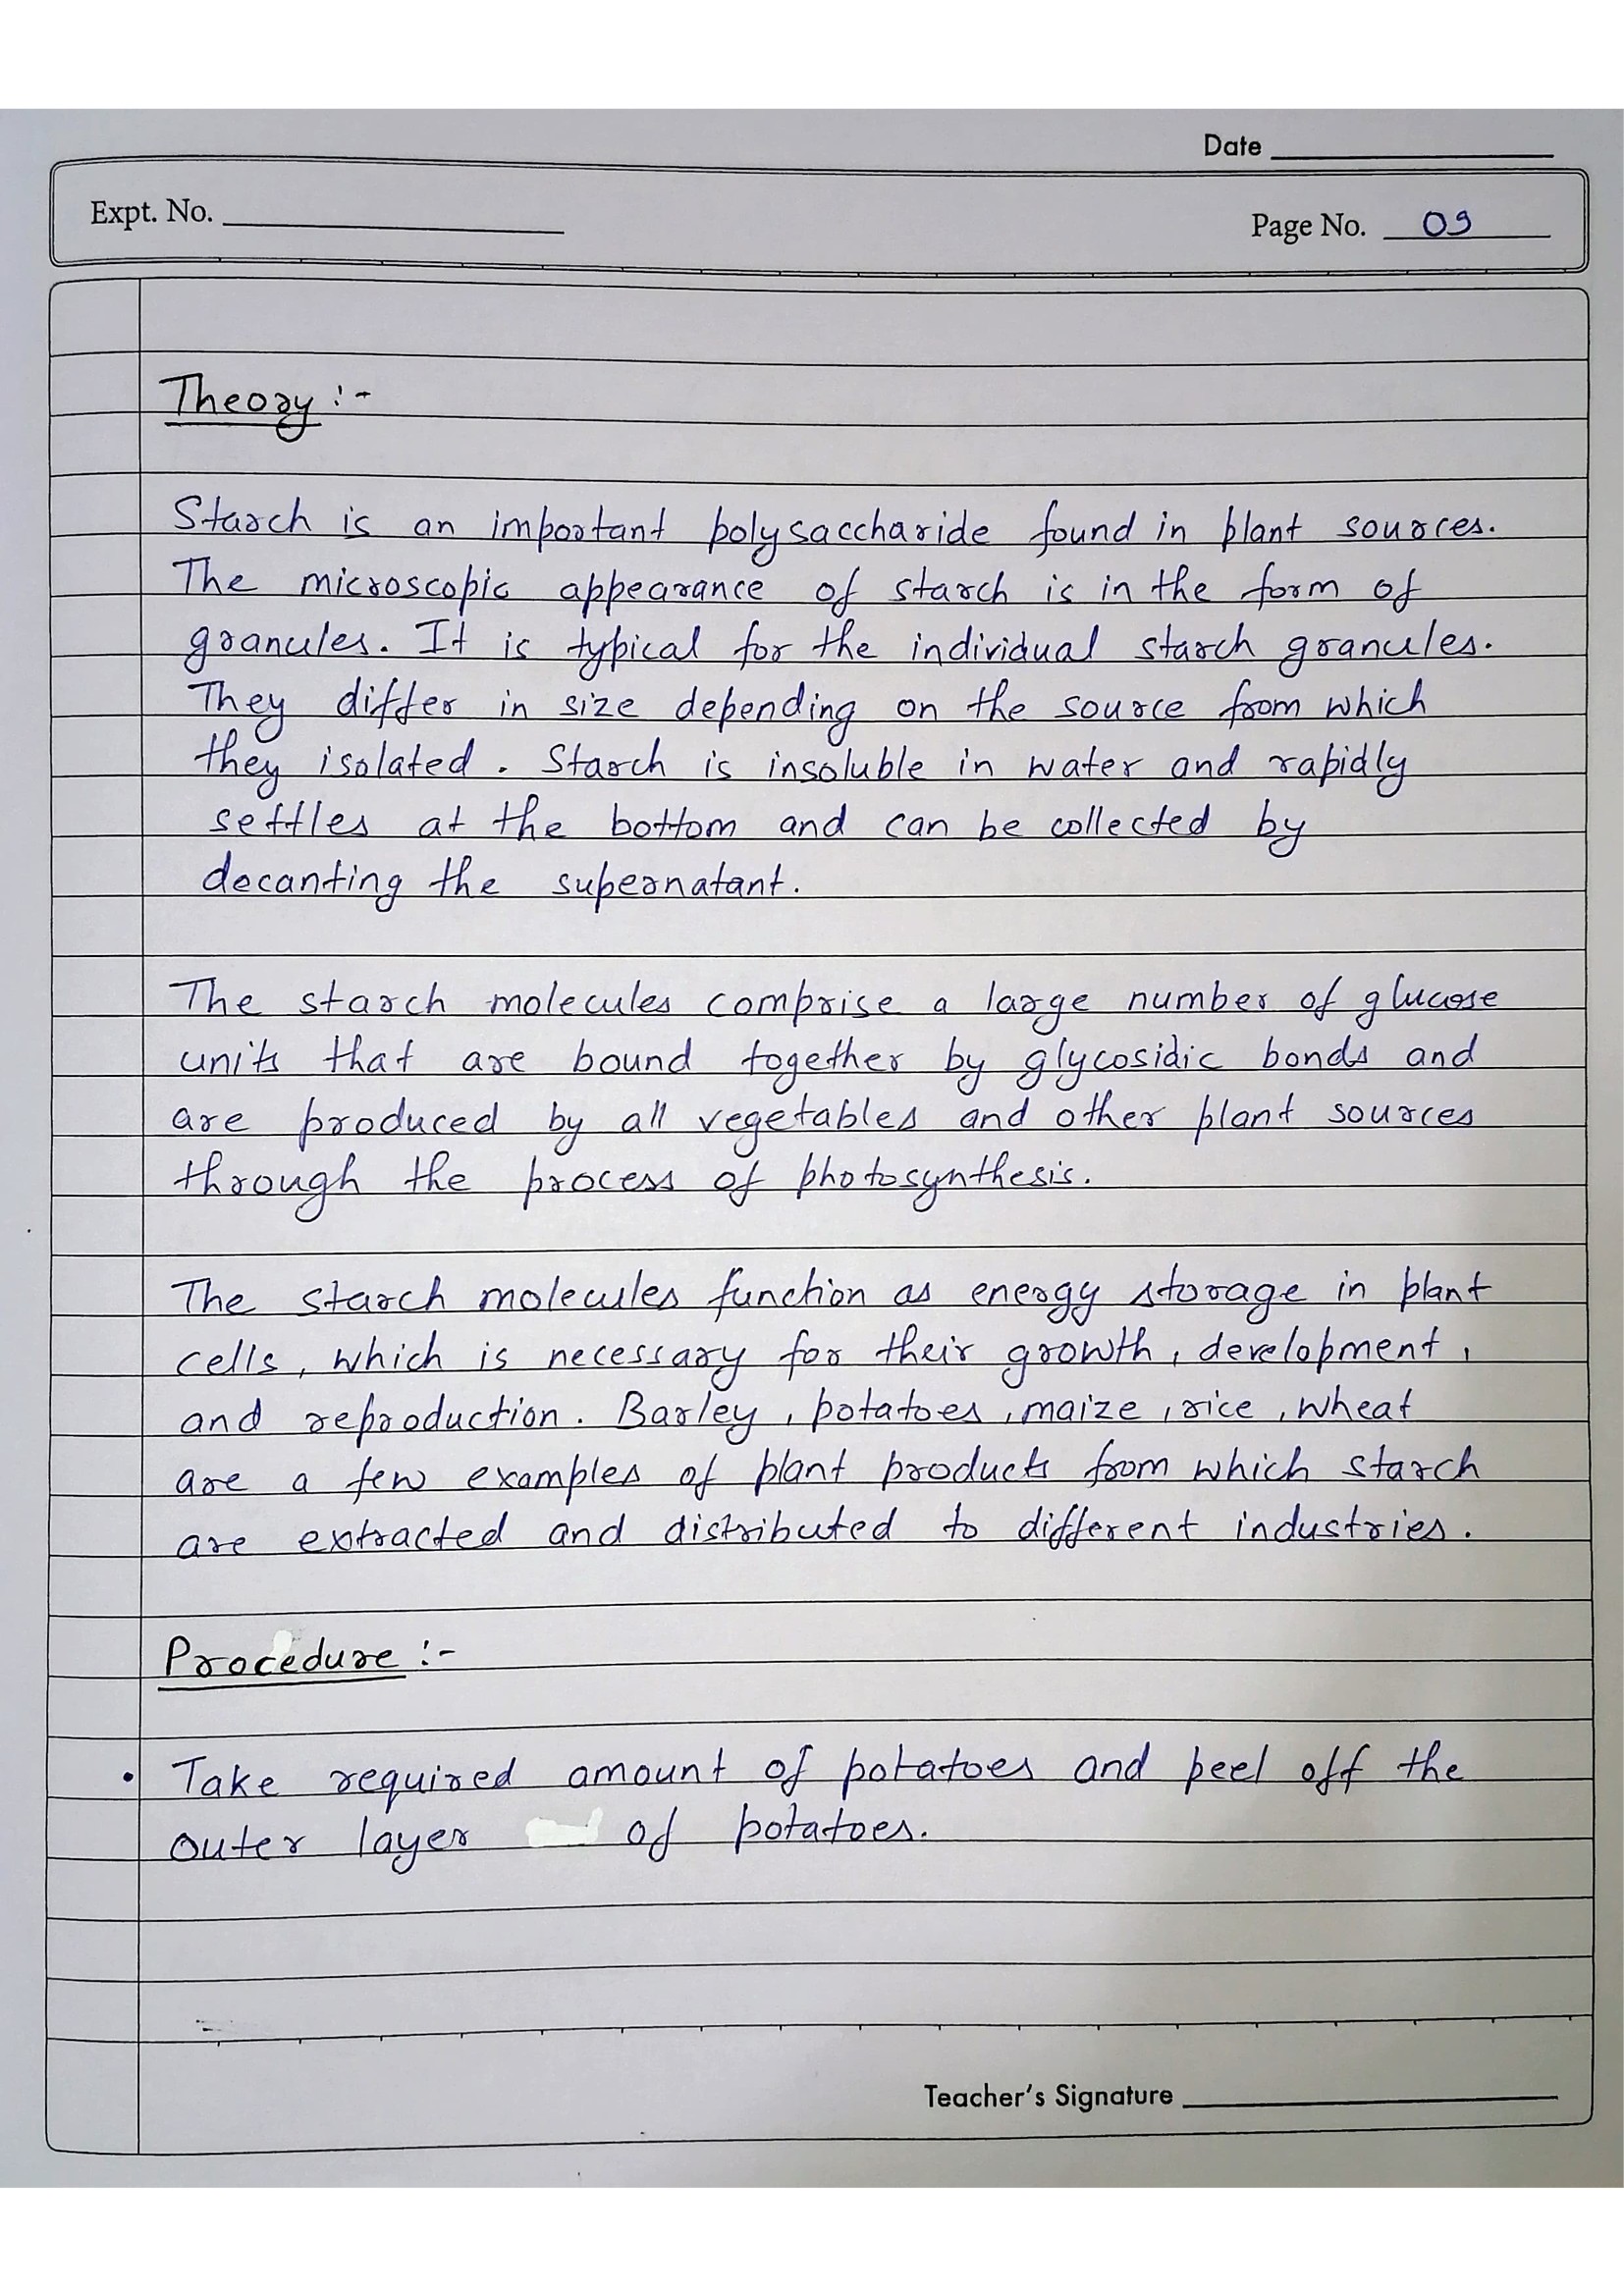 Date
Expt. No.
Page No. 09
Theory :-
Starch is an important polysaccharide found in plant sources.
The microscopic appearance of starch is in the form of
granules. It is typical for the individual starch granules.
They differ in size depending on the source from which
they isolated. Starch is insoluble in water and rapidly
settles at the bottom and can be collected by
decanting the supernatant.
The starch molecules comprise a large number of glucose
units that are bound together by glycosidic bonds and
are produced by all vegetables and other plant sources
through the process of photosynthesis.
The starch molecules function as energy storage in plant
cells, which is necessary for their growth, development,
and reproduction. Barley, potatoes, maize, rice, wheat
are a few examples of plant products from which starch
are extracted and distributed to different industries.
Procedure :-
• Take required amount of potatoes and peel off the
outer layer of potatoes.
Teacher's Signature